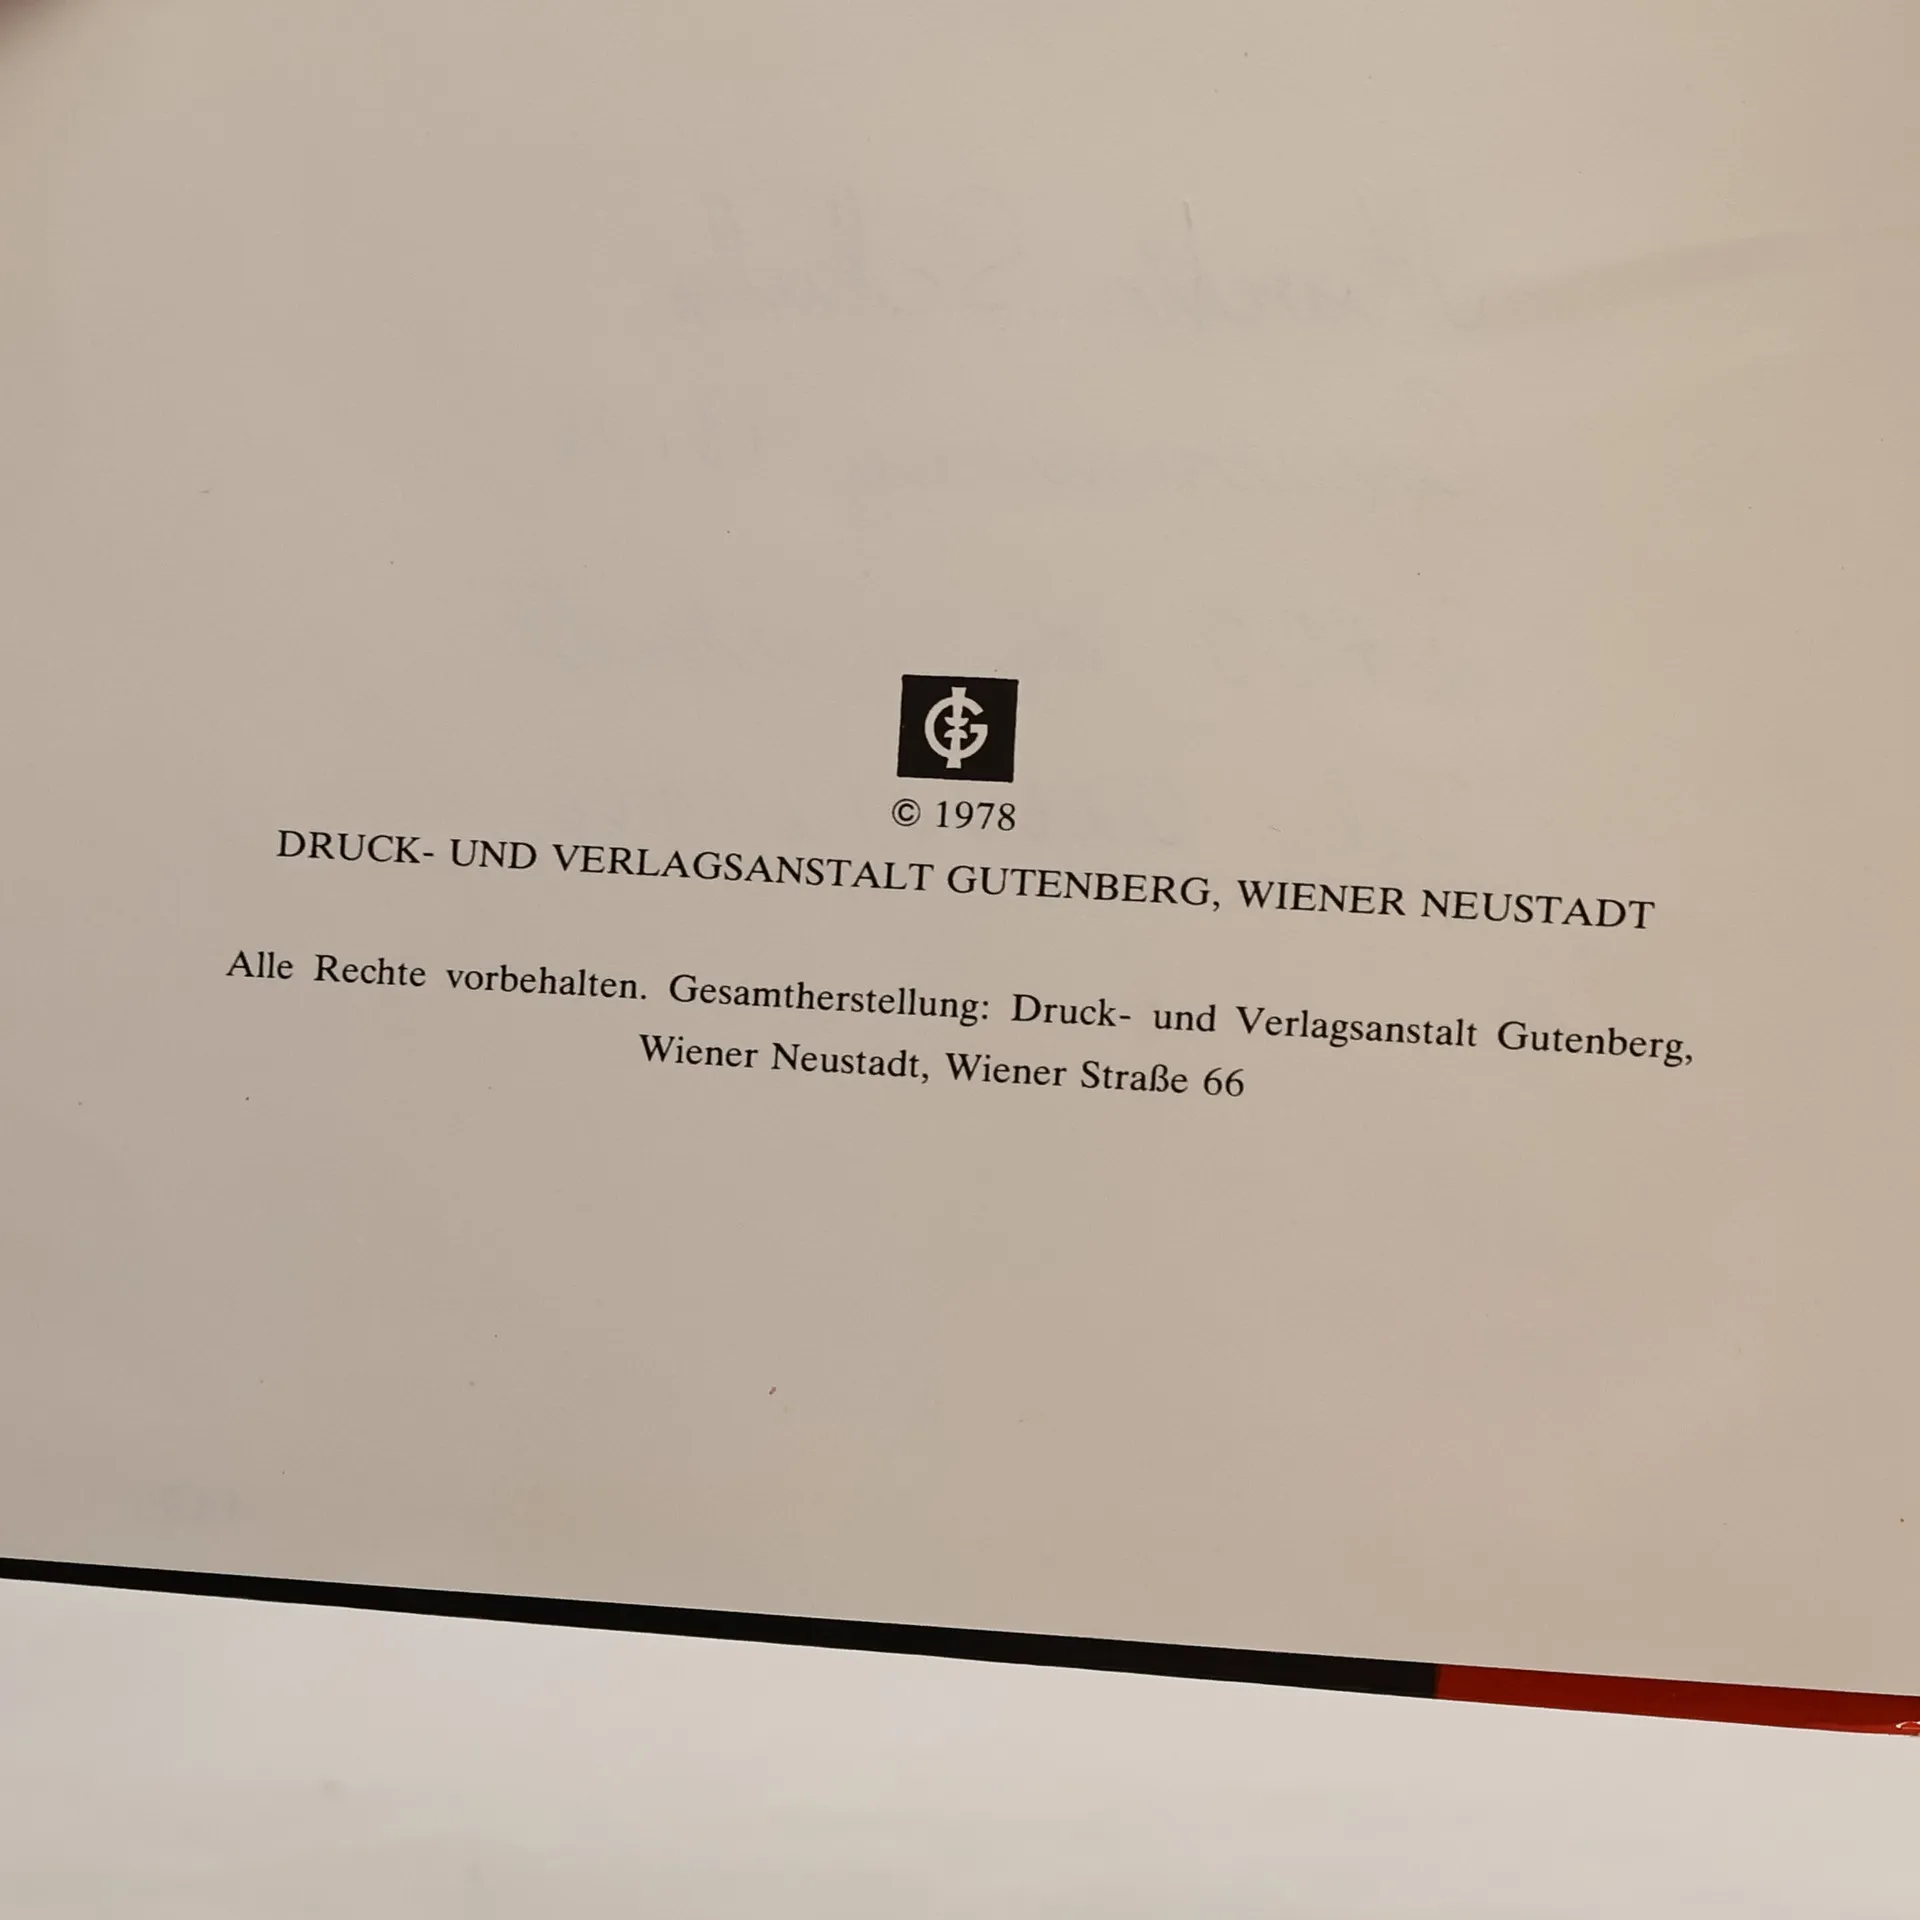 G
© 1978
DRUCK- UND VERLAGSANSTALT GUTENBERG, WIENER NEUSTADT
Alle Rechte vorbehalten. Gesamtherstellung: Druck- und Verlagsanstalt Gutenberg,
Wiener Neustadt, Wiener Straße 66